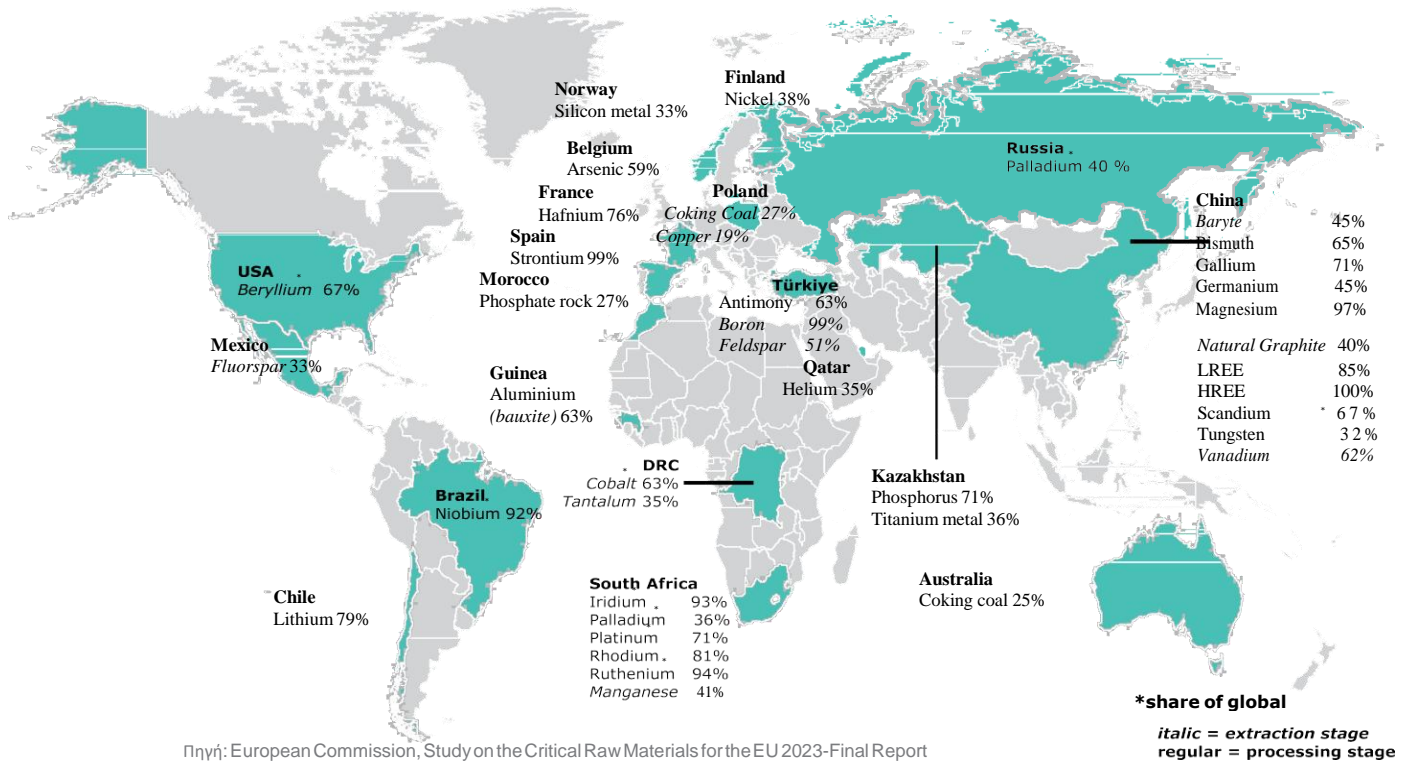 Norway
Silicon metal 33%
Finland
Nickel 38%
Belgium
Arsenic 59%
France
Hafnium 76%
Spain
Strontium 99%
Morocco
Phosphate rock 27%
Poland
Coking Coal 27%
Copper 19%
Russia *
Palladium 40 %
China
Baryte 45%
Bismuth 65%
Gallium 71%
Germanium 45%
Magnesium 97%
Natural Graphite 40%
LREE 85%
HREE 100%
Scandium * 67%
Tungsten 32%
Vanadium 62%
USA *
Beryllium 67%
Mexico
Fluorspar 33%
Türkiye
Antimony 63%
Boron 99%
Feldspar 51%
Qatar
Helium 35%
Guinea
Aluminium
(bauxite) 63%
* DRC
Cobalt 63%
Tantalum 35%
Kazakhstan
Phosphorus 71%
Titanium metal 36%
Brazil *
Niobium 92%
Chile
Lithium 79%
South Africa
Iridium * 93%
Palladium * 36%
Platinum 71%
Rhodium * 81%
Ruthenium 94%
Manganese 41%
Australia
Coking coal 25%
*share of global
italic = extraction stage
regular = processing stage
Πηγή: European Commission, Study on the Critical Raw Materials for the EU 2023-Final Report